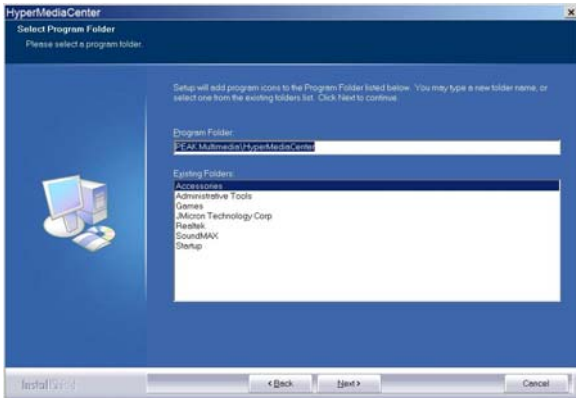 HyperMediaCenter
Select Program Folder
Please select a program folder.
Setup will add program icons to the Program Folder listed below. You may type a new folder name, or
select one from the existing folders list. Click Next to continue.
Program Folder:
PEAK Multimedia\HyperMediaCenter
Existing Folders:
Accessories
Administrative Tools
Games
JMicron Technology Corp
Realtek
SoundMAX
Startup
InstallShield
< Back
Next >
Cancel